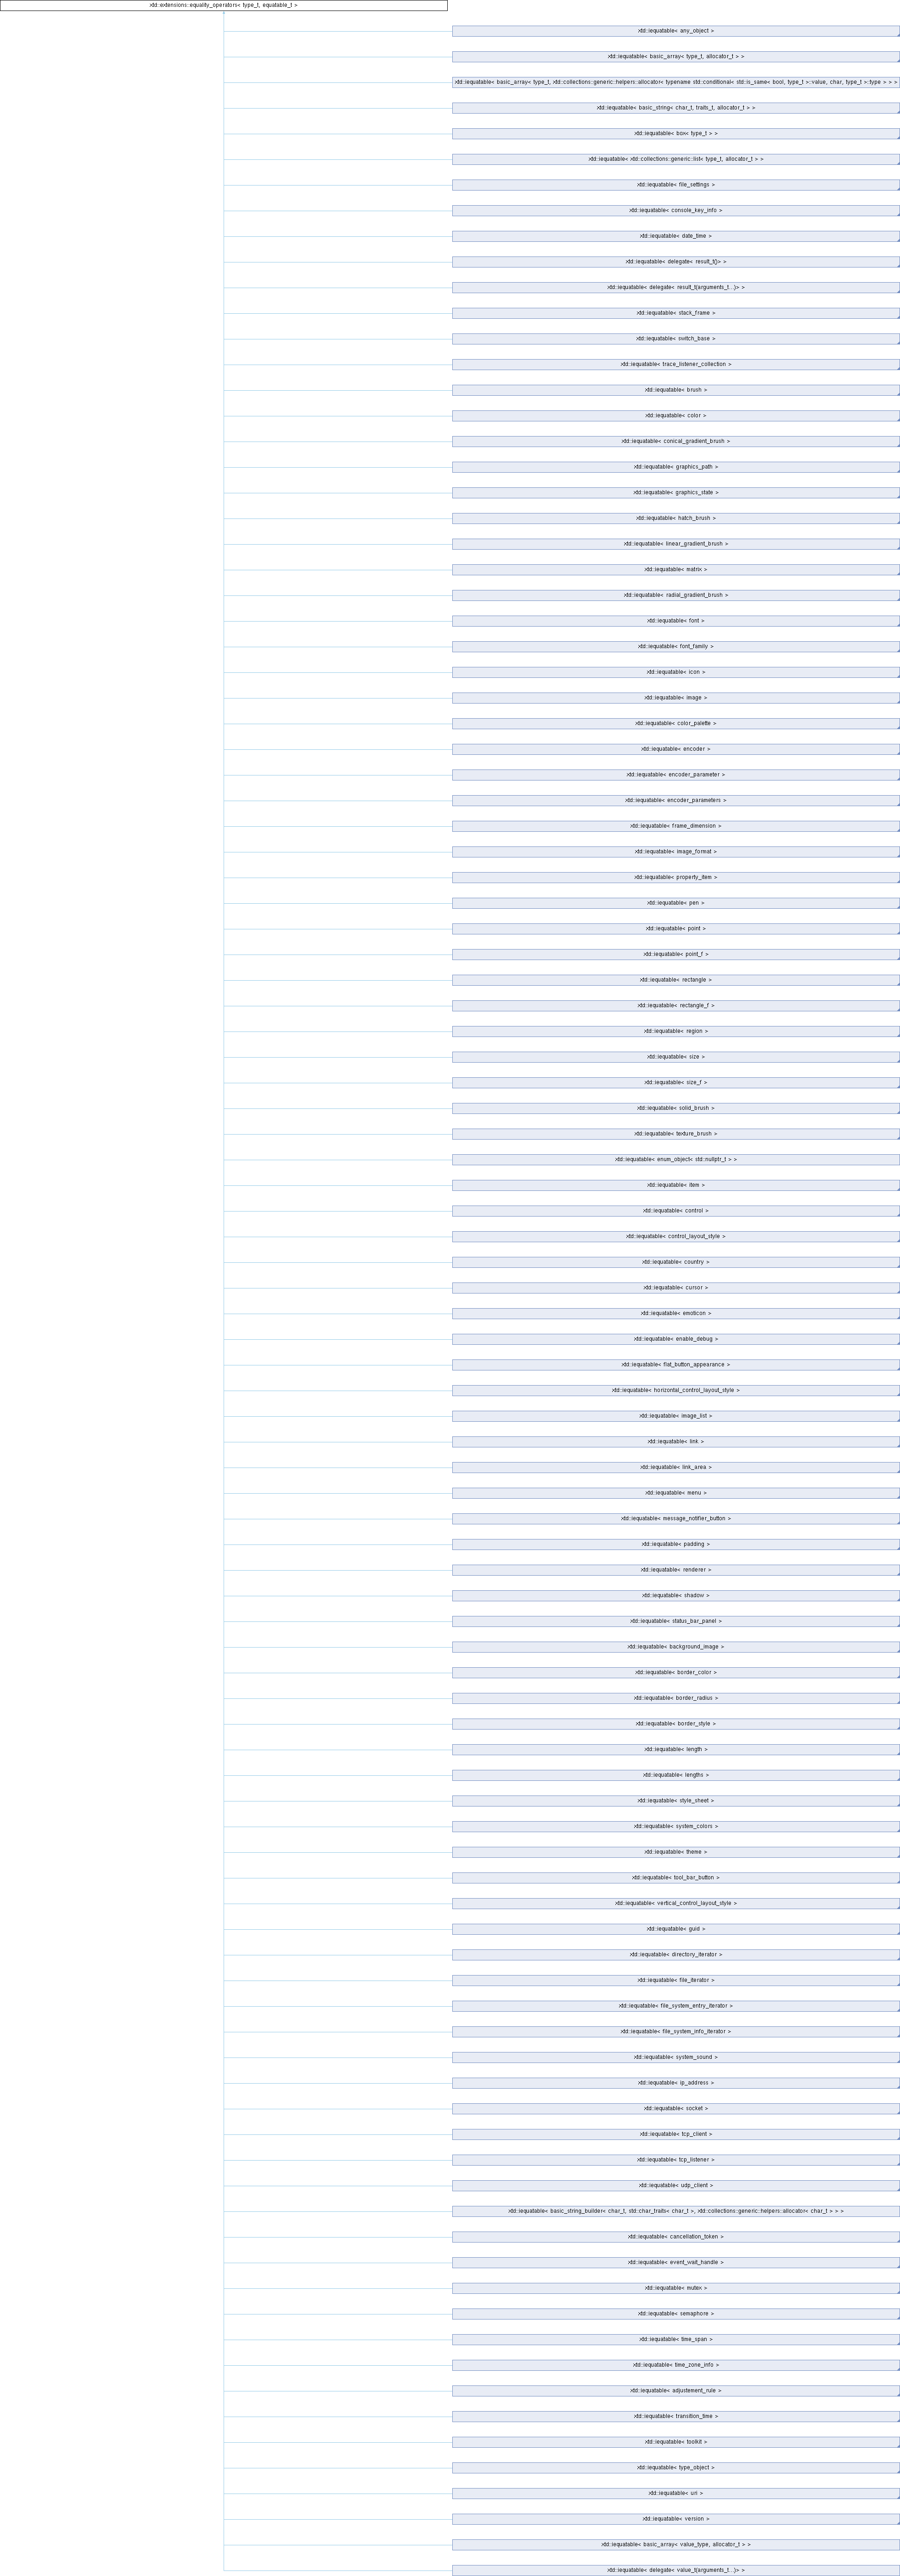 xtd::extensions::equality_operators< type_t, equatable_t >
xtd::iequatable< any_object >
xtd::iequatable< basic_array< type_t, allocator_t > >
xtd::iequatable< basic_array< type_t, xtd::collections::generic::helpers::allocator< typename std::conditional< std::is_same< bool, type_t >::value, char, type_t >::type > > >
xtd::iequatable< basic_string< char_t, traits_t, allocator_t > >
xtd::iequatable< box< type_t > >
xtd::iequatable< xtd::collections::generic::list< type_t, allocator_t > >
xtd::iequatable< file_settings >
xtd::iequatable< console_key_info >
xtd::iequatable< date_time >
xtd::iequatable< delegate< result_t()> >
xtd::iequatable< delegate< result_t(arguments_t...)> >
xtd::iequatable< stack_frame >
xtd::iequatable< switch_base >
xtd::iequatable< trace_listener_collection >
xtd::iequatable< brush >
xtd::iequatable< color >
xtd::iequatable< conical_gradient_brush >
xtd::iequatable< graphics_path >
xtd::iequatable< graphics_state >
xtd::iequatable< hatch_brush >
xtd::iequatable< linear_gradient_brush >
xtd::iequatable< matrix >
xtd::iequatable< radial_gradient_brush >
xtd::iequatable< font >
xtd::iequatable< font_family >
xtd::iequatable< icon >
xtd::iequatable< image >
xtd::iequatable< color_palette >
xtd::iequatable< encoder >
xtd::iequatable< encoder_parameter >
xtd::iequatable< encoder_parameters >
xtd::iequatable< frame_dimension >
xtd::iequatable< image_format >
xtd::iequatable< property_item >
xtd::iequatable< pen >
xtd::iequatable< point >
xtd::iequatable< point_f >
xtd::iequatable< rectangle >
xtd::iequatable< rectangle_f >
xtd::iequatable< region >
xtd::iequatable< size >
xtd::iequatable< size_f >
xtd::iequatable< solid_brush >
xtd::iequatable< texture_brush >
xtd::iequatable< enum_object< std::nullptr_t > >
xtd::iequatable< item >
xtd::iequatable< control >
xtd::iequatable< control_layout_style >
xtd::iequatable< country >
xtd::iequatable< cursor >
xtd::iequatable< emoticon >
xtd::iequatable< enable_debug >
xtd::iequatable< flat_button_appearance >
xtd::iequatable< horizontal_control_layout_style >
xtd::iequatable< image_list >
xtd::iequatable< link >
xtd::iequatable< link_area >
xtd::iequatable< menu >
xtd::iequatable< message_notifier_button >
xtd::iequatable< padding >
xtd::iequatable< renderer >
xtd::iequatable< shadow >
xtd::iequatable< status_bar_panel >
xtd::iequatable< background_image >
xtd::iequatable< border_color >
xtd::iequatable< border_radius >
xtd::iequatable< border_style >
xtd::iequatable< length >
xtd::iequatable< lengths >
xtd::iequatable< style_sheet >
xtd::iequatable< system_colors >
xtd::iequatable< theme >
xtd::iequatable< tool_bar_button >
xtd::iequatable< vertical_control_layout_style >
xtd::iequatable< guid >
xtd::iequatable< directory_iterator >
xtd::iequatable< file_iterator >
xtd::iequatable< file_system_entry_iterator >
xtd::iequatable< file_system_info_iterator >
xtd::iequatable< system_sound >
xtd::iequatable< ip_address >
xtd::iequatable< socket >
xtd::iequatable< tcp_client >
xtd::iequatable< tcp_listener >
xtd::iequatable< udp_client >
xtd::iequatable< basic_string_builder< char_t, std::char_traits< char_t >, xtd::collections::generic::helpers::allocator< char_t > > >
xtd::iequatable< cancellation_token >
xtd::iequatable< event_wait_handle >
xtd::iequatable< mutex >
xtd::iequatable< semaphore >
xtd::iequatable< time_span >
xtd::iequatable< time_zone_info >
xtd::iequatable< adjustement_rule >
xtd::iequatable< transition_time >
xtd::iequatable< toolkit >
xtd::iequatable< type_object >
xtd::iequatable< uri >
xtd::iequatable< version >
xtd::iequatable< basic_array< value_type, allocator_t > >
xtd::iequatable< delegate< value_t(arguments_t...)> >